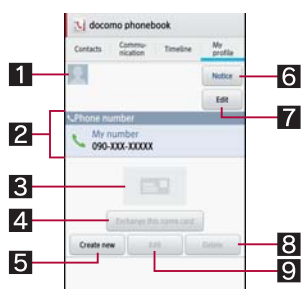 docomo phonebook
Contacts
Commu-
nication
Timeline
My
profile
1
Notice
6
Edit
7
Phone number
2
My number
090-XXX-XXXXX
3
4
Exchange this name card
Create new
Edit
Delete
8
5
9